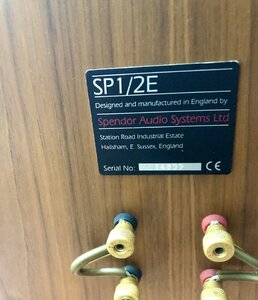 SP1/2E
Designed and manufactured in England by
Spendor Audio Systems Ltd
Station Road Industrial Estate
Hailsham, E. Sussex, England
Serial No: CE